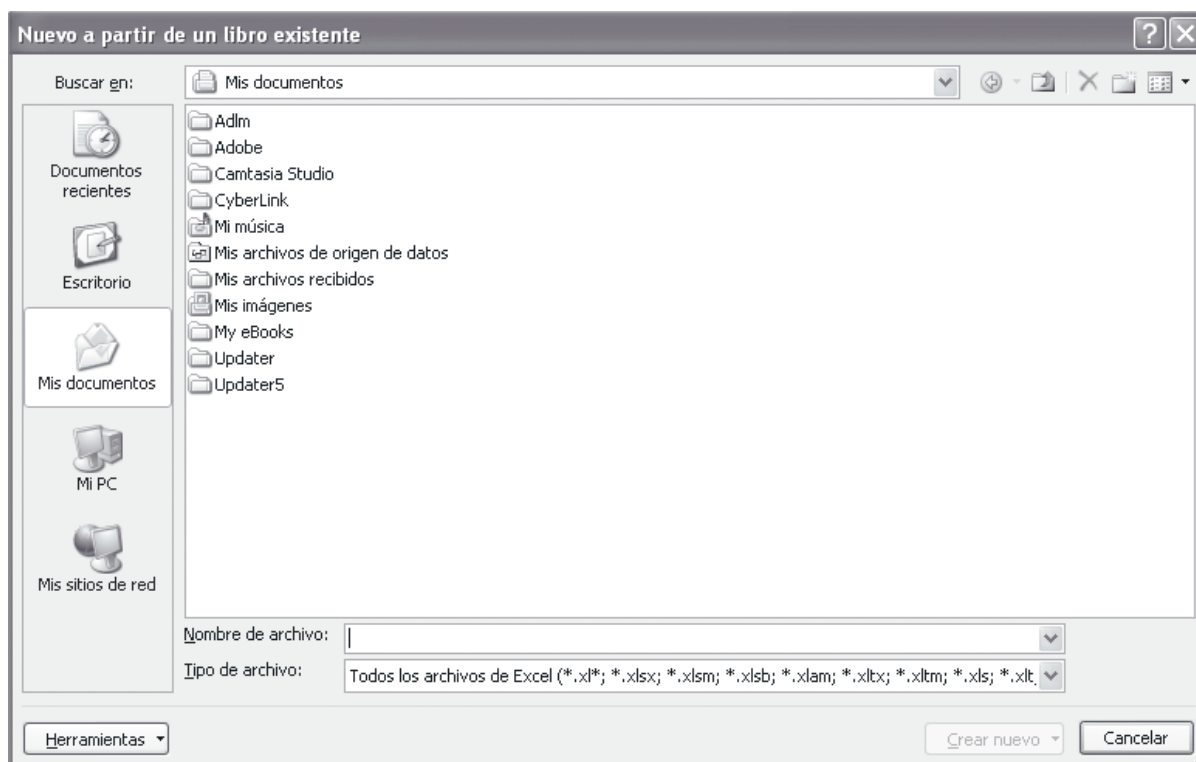 Nuevo a partir de un libro existente
Buscar en:
Mis documentos
Documentos
recientes
Escritorio
Mis documentos
Mi PC
Mis sitios de red
Adlm
Adobe
Camtasia Studio
CyberLink
Mi música
Mis archivos de origen de datos
Mis archivos recibidos
Mis imágenes
My eBooks
Updater
Updater5
Nombre de archivo:
Tipo de archivo:
Todos los archivos de Excel (*.xl*; *.xlsx; *.xlsm; *.xlsb; *.xlam; *.xltx; *.xltm; *.xls; *.xlt;
Herramientas
Crear nuevo
Cancelar